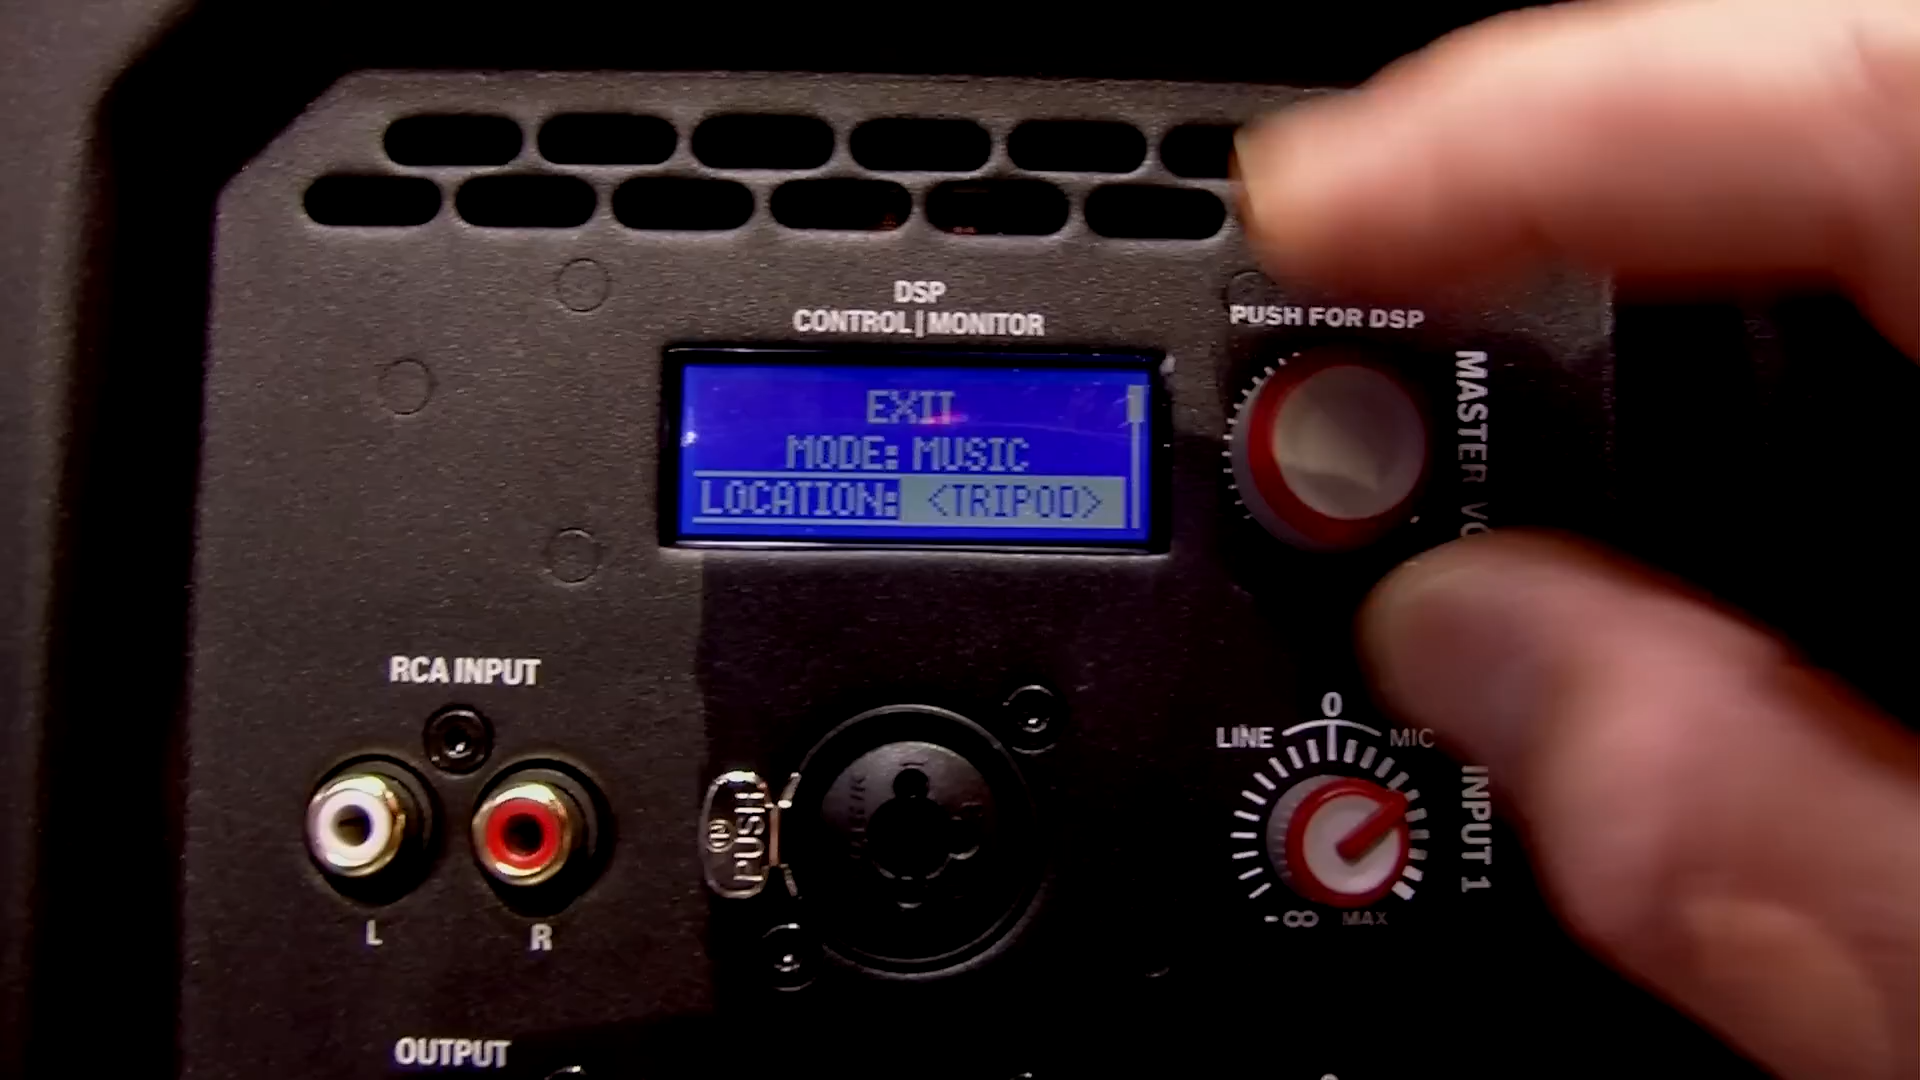 DSP
CONTROL|MONITOR
PUSH FOR DSP
EXIT
MODE: MUSIC
LOCATION: <TRIPOD>
MASTER
RCA INPUT
L
R
PUSH
0
LINE
MIC
INPUT 1
-∞
MAX
OUTPUT